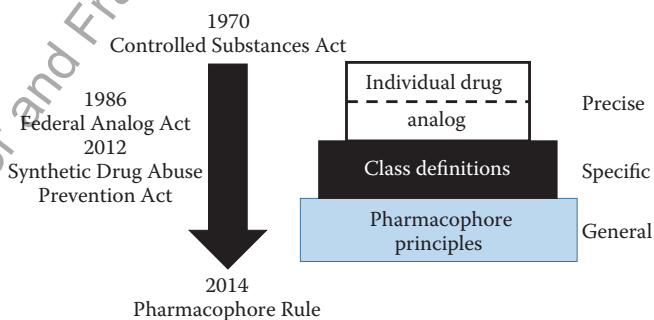 1970
Controlled Substances Act
1986
Federal Analog Act
2012
Synthetic Drug Abuse
Prevention Act
2014
Pharmacophore Rule
Individual drug
analog
Precise
Class definitions
Specific
Pharmacophore
principles
General
and